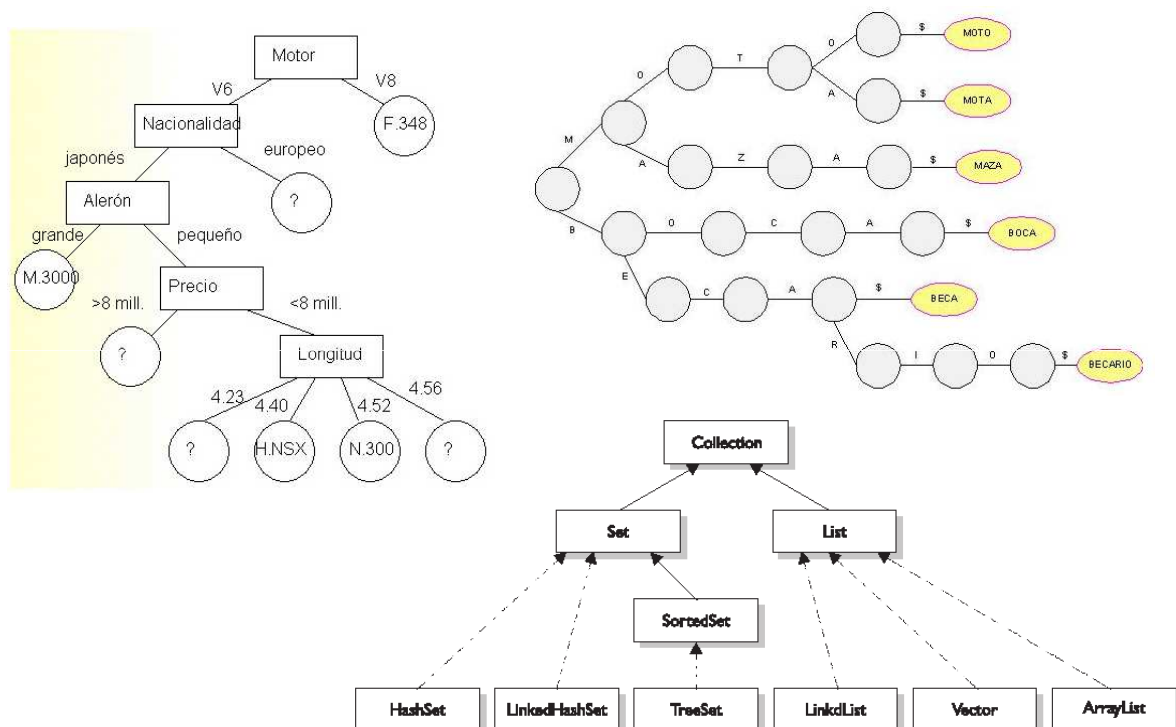 Motor
V6
V8
Nacionalidad
F.348
japonés
europeo
Alerón
?
grande
pequeño
M.3000
Precio
>8 mill.
<8 mill.
?
Longitud
4.23
4.40
4.52
4.56
?
H.NSX
N.300
?
M
O
T
O
$
MOTO
A
$
MOTA
A
Z
A
$
MAZA
B
O
C
A
$
BOCA
E
C
A
$
BECA
R
I
O
$
BECARIO
Collection
Set
List
SortedSet
HashSet
LinkedHashSet
TreeSet
LinkdList
Vector
ArrayList